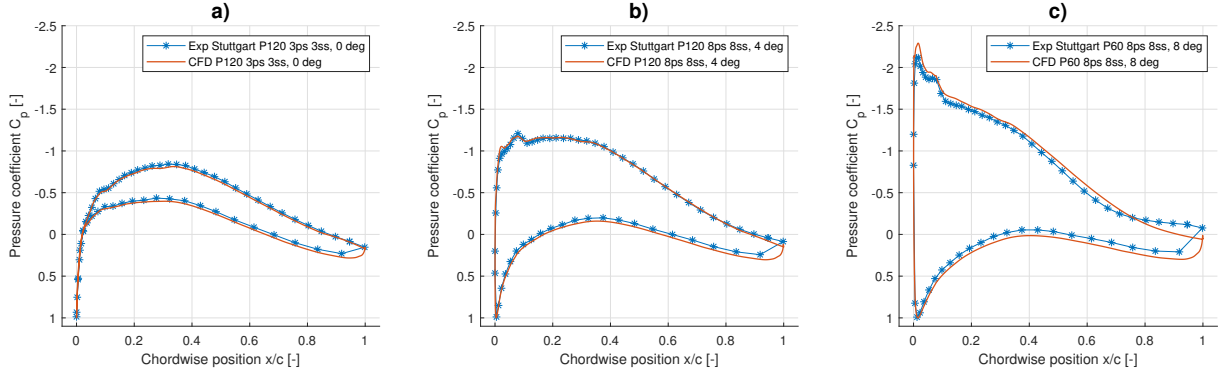 a)
Exp Stuttgart P120 3ps 3ss, 0 deg
CFD P120 3ps 3ss, 0 deg
Pressure coefficient C_p [-]
-2.5
-2
-1.5
-1
-0.5
0
0.5
1
0
0.2
0.4
0.6
0.8
1
Chordwise position x/c [-]
b)
Exp Stuttgart P120 8ps 8ss, 4 deg
CFD P120 8ps 8ss, 4 deg
Pressure coefficient C_p [-]
-2.5
-2
-1.5
-1
-0.5
0
0.5
1
0
0.2
0.4
0.6
0.8
1
Chordwise position x/c [-]
c)
Exp Stuttgart P60 8ps 8ss, 8 deg
CFD P60 8ps 8ss, 8 deg
Pressure coefficient C_p [-]
-2.5
-2
-1.5
-1
-0.5
0
0.5
1
0
0.2
0.4
0.6
0.8
1
Chordwise position x/c [-]